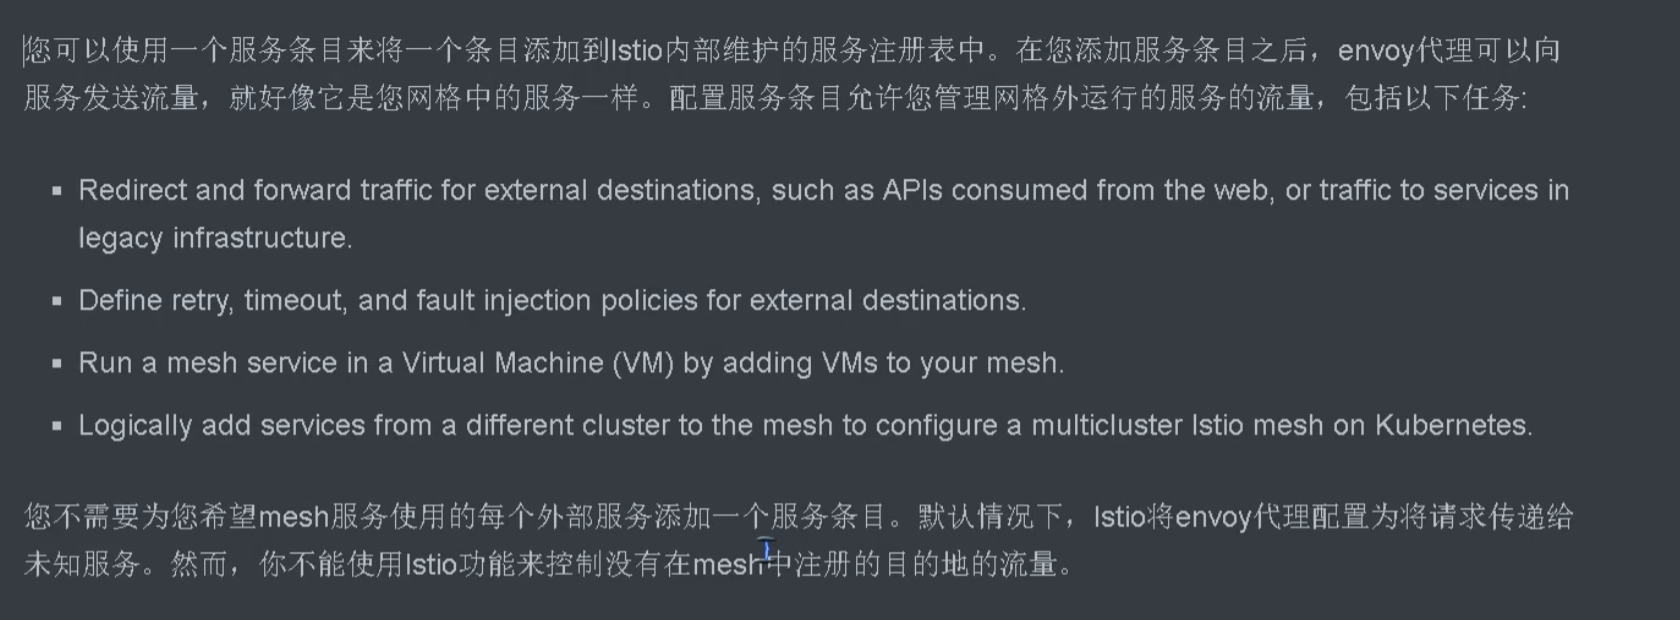 您可以使用一个服务条目来将一个条目添加到Istio内部维护的服务注册表中。在您添加服务条目之后，envoy代理可以向
服务发送流量，就好像它是您网格中的服务一样。配置服务条目允许您管理网格外运行的服务的流量，包括以下任务:
▪ Redirect and forward traffic for external destinations, such as APIs consumed from the web, or traffic to services in
legacy infrastructure.
▪ Define retry, timeout, and fault injection policies for external destinations.
▪ Run a mesh service in a Virtual Machine (VM) by adding VMs to your mesh.
▪ Logically add services from a different cluster to the mesh to configure a multicluster Istio mesh on Kubernetes.
您不需要为您希望mesh服务使用的每个外部服务添加一个服务条目。默认情况下，Istio将envoy代理配置为将请求传递给
未知服务。然而，你不能使用Istio功能来控制没有在mesh中注册的目的地的流量。